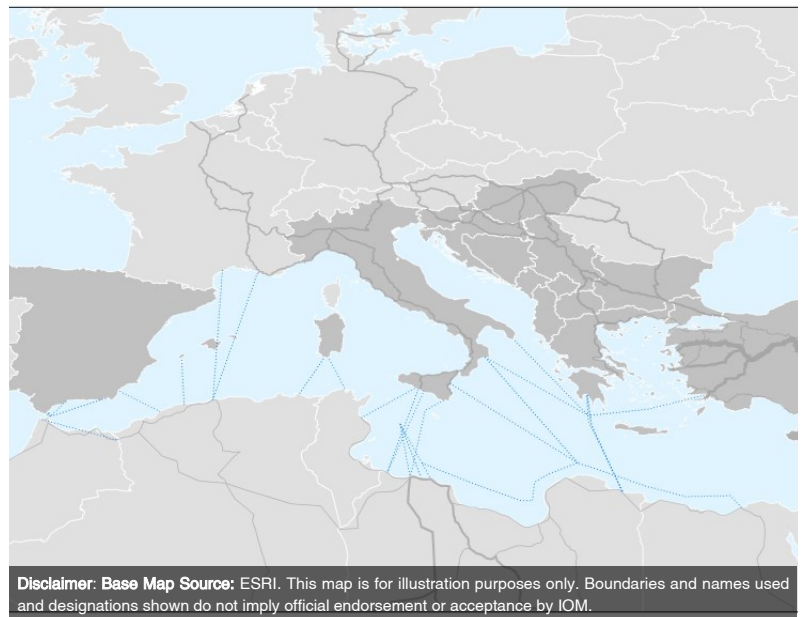 Disclaimer: Base Map Source: ESRI. This map is for illustration purposes only. Boundaries and names used
and designations shown do not imply official endorsement or acceptance by IOM.